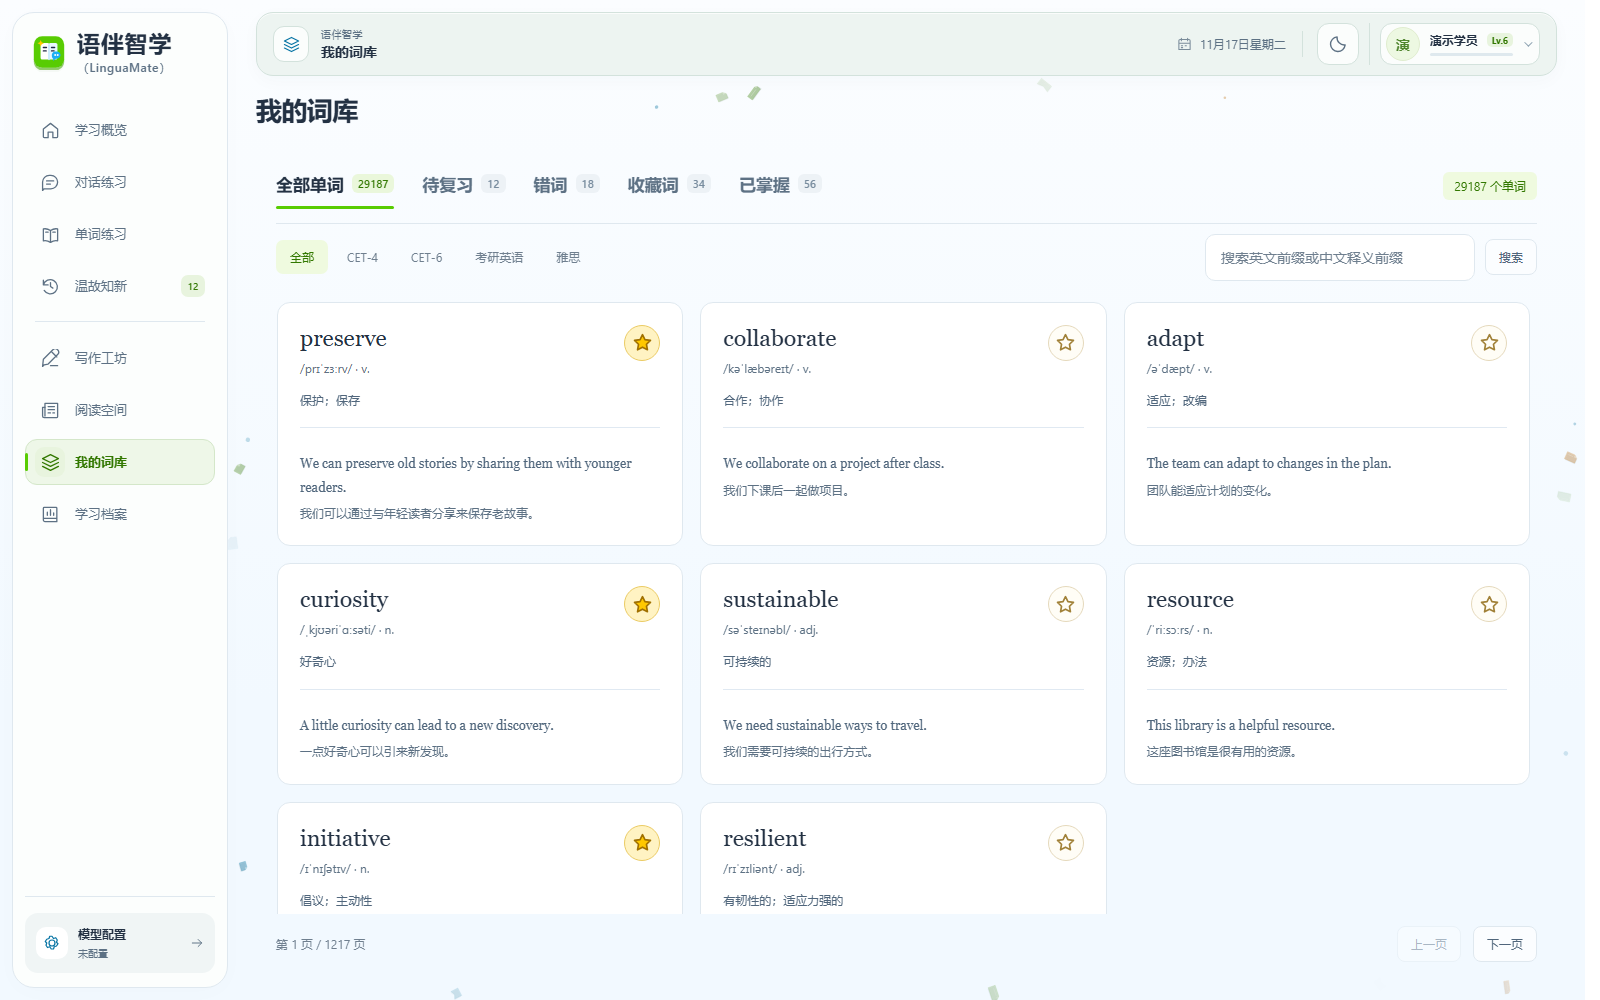 语伴智学
（LinguaMate）
学习概览
对话练习
单词练习
温故知新
12
写作工坊
阅读空间
我的词库
学习档案
模型配置
未配置
语伴智学
我的词库
11月17日星期二
演
演示学员
Lv.6
我的词库
全部单词 29187
待复习 12
错词 18
收藏词 34
已掌握 56
29187 个单词
全部
CET-4
CET-6
考研英语
雅思
搜索英文前缀或中文释义前缀
搜索
preserve
/prɪˈzɜːrv/ · v.
保护；保存
We can preserve old stories by sharing them with younger
readers.
我们可以通过与年轻读者分享来保存老故事。
collaborate
/kəˈlæbəreɪt/ · v.
合作；协作
We collaborate on a project after class.
我们下课后一起做项目。
adapt
/əˈdæpt/ · v.
适应；改编
The team can adapt to changes in the plan.
团队能适应计划的变化。
curiosity
/ˌkjʊəriˈɑːsəti/ · n.
好奇心
A little curiosity can lead to a new discovery.
一点好奇心可以引来新发现。
sustainable
/səˈsteɪnəbl/ · adj.
可持续的
We need sustainable ways to travel.
我们需要可持续的出行方式。
resource
/ˈriːsɔːrs/ · n.
资源；办法
This library is a helpful resource.
这座图书馆是很有用的资源。
initiative
/ɪˈnɪʃətɪv/ · n.
倡议；主动性
resilient
/rɪˈzɪliənt/ · adj.
有韧性的；适应力强的
第 1 页 / 1217 页
上一页
下一页